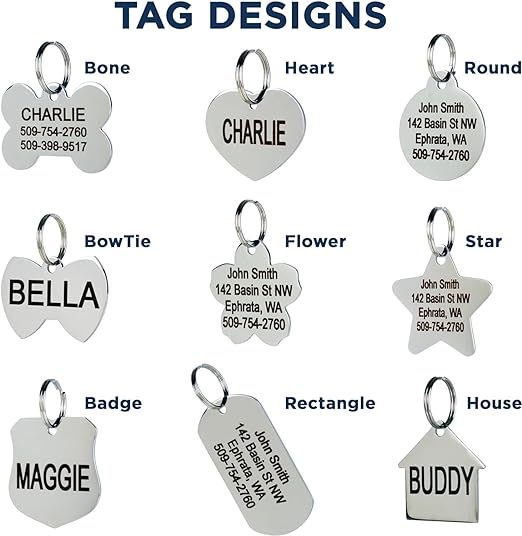 TAG DESIGNS
Bone
CHARLIE
509-754-2760
509-398-9517
Heart
CHARLIE
Round
John Smith
142 Basin St NW
Ephrata, WA
509-754-2760
BowTie
BELLA
Flower
John Smith
142 Basin St NW
Ephrata, WA
509-754-2760
Star
John Smith
142 Basin St NW
Ephrata, WA
509-754-2760
Badge
MAGGIE
Rectangle
John Smith
142 Basin St NW
Ephrata, WA
509-754-2760
House
BUDDY